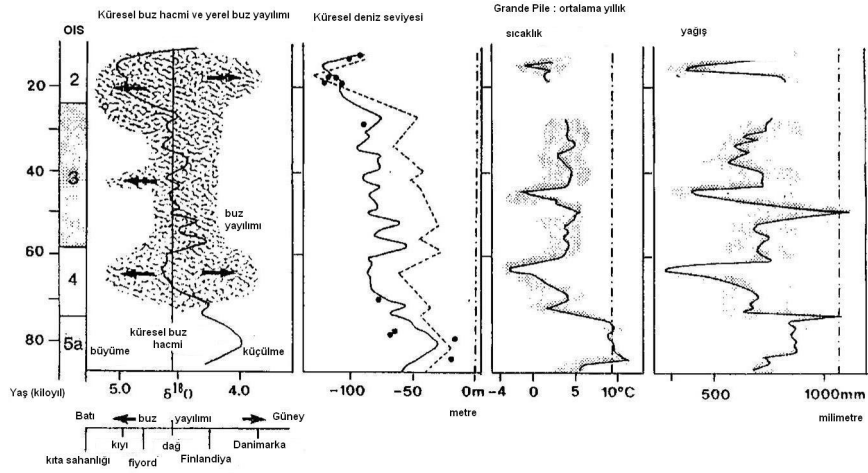 Küresel buz hacmi ve yerel buz yayılımı
Küresel deniz seviyesi
Grande Pile : ortalama yıllık
sıcaklık
yağış
OIS
2
3
4
5a
20
40
60
80
buz
yayılımı
küresel buz
hacmi
büyüme
küçülme
Yaş (kiloyıl)
5.0
δ¹⁸O
4.0
-100
0m
metre
-4
0
10°C
500
1000mm
milimetre
Batı
buz yayılımı
Güney
kıyı
dağ
Danimarka
kıta sahanlığı
fiyord
Finlandiya